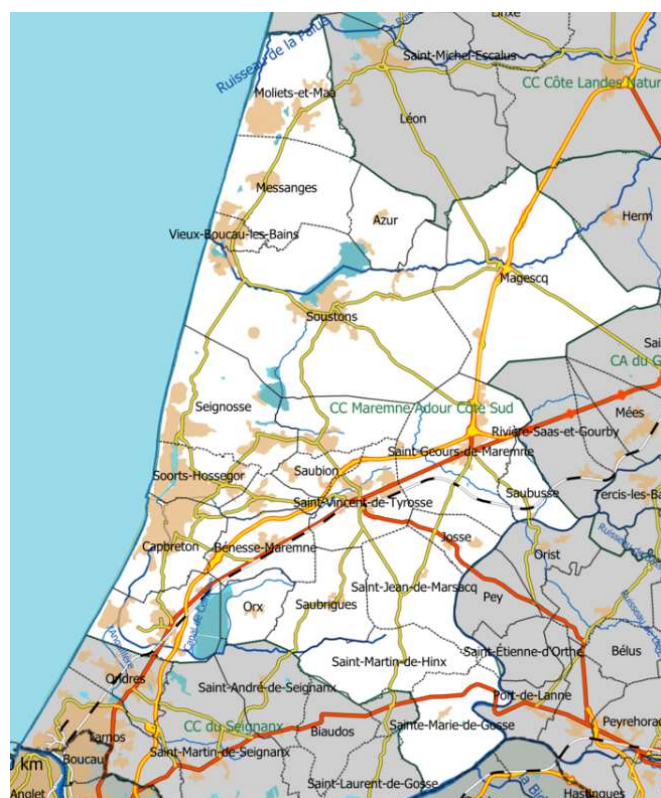 Ruisseau de la Palue
Saint-Michel-Escalus
CC Côte Landes Natur
Moliets-et-Maa
Léon
Messanges
Azur
Herm
Vieux-Boucau-les-Bains
Magescq
Soustons
CA du G
Seignosse
CC Maremne Adour Côte Sud
Mées
Rivière-Saas-et-Gourby
Saint-Geours-de-Maremne
Soorts-Hossegor
Saubion
Saubusse
Tercis-les-Ba
Saint-Vincent-de-Tyrosse
Capbreton
Bénesse-Maremne
Josse
Orist
Saint-Jean-de-Marsacq
Pey
Orx
Saubrigues
Saint-Étienne-d'Orthe
Bélus
Saint-Martin-de-Hinx
Ondres
Saint-André-de-Seignanx
Port-de-Lanne
CC du Seignanx
Sainte-Marie-de-Gosse
Peyrehorad
Biaudos
Tarnos
Saint-Martin-de-Seignanx
Boucau
km
Saint-Laurent-de-Gosse
Anglet
Hastingues